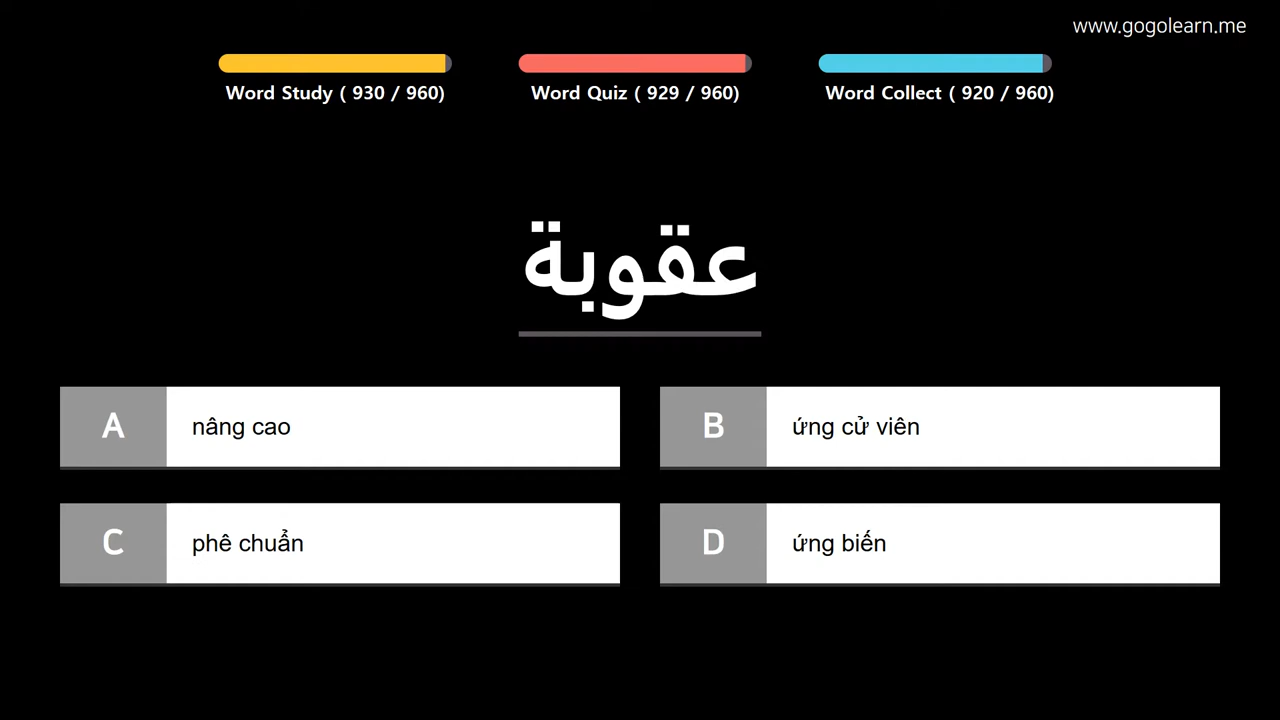 www.gogolearn.me
Word Study ( 930 / 960)
Word Quiz ( 929 / 960)
Word Collect ( 920 / 960)
عقوبة
A nâng cao
B ứng cử viên
C phê chuẩn
D ứng biến